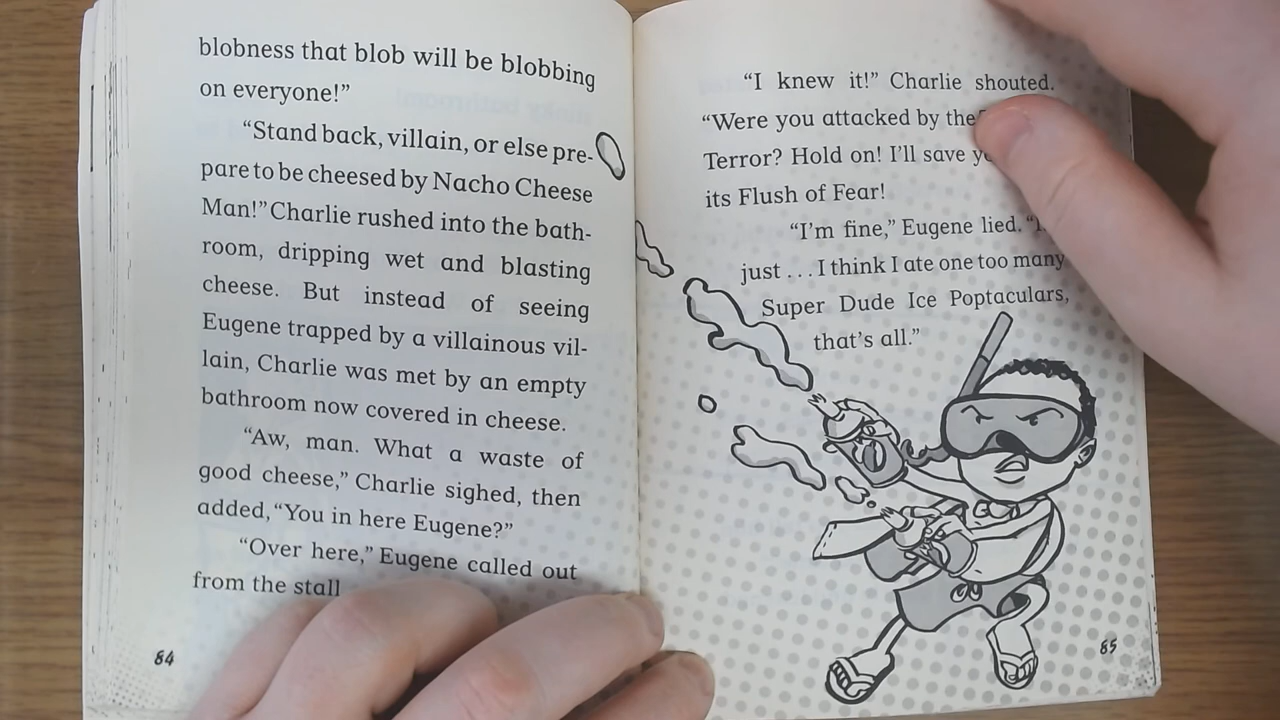 blobness that blob will be blobbing
on everyone!”
“Stand back, villain, or else pre-
pare to be cheesed by Nacho Cheese
Man!” Charlie rushed into the bath-
room, dripping wet and blasting
cheese. But instead of seeing
Eugene trapped by a villainous vil-
lain, Charlie was met by an empty
bathroom now covered in cheese.
“Aw, man. What a waste of
good cheese,” Charlie sighed, then
added, “You in here Eugene?”
“Over here,” Eugene called out
from the stall
84
“I knew it!” Charlie shouted.
“Were you attacked by the
Terror? Hold on! I’ll save
its Flush of Fear!
“I’m fine,” Eugene lied.
just . . . I think I ate one too many
Super Dude Ice Poptaculars,
that’s all.”
85